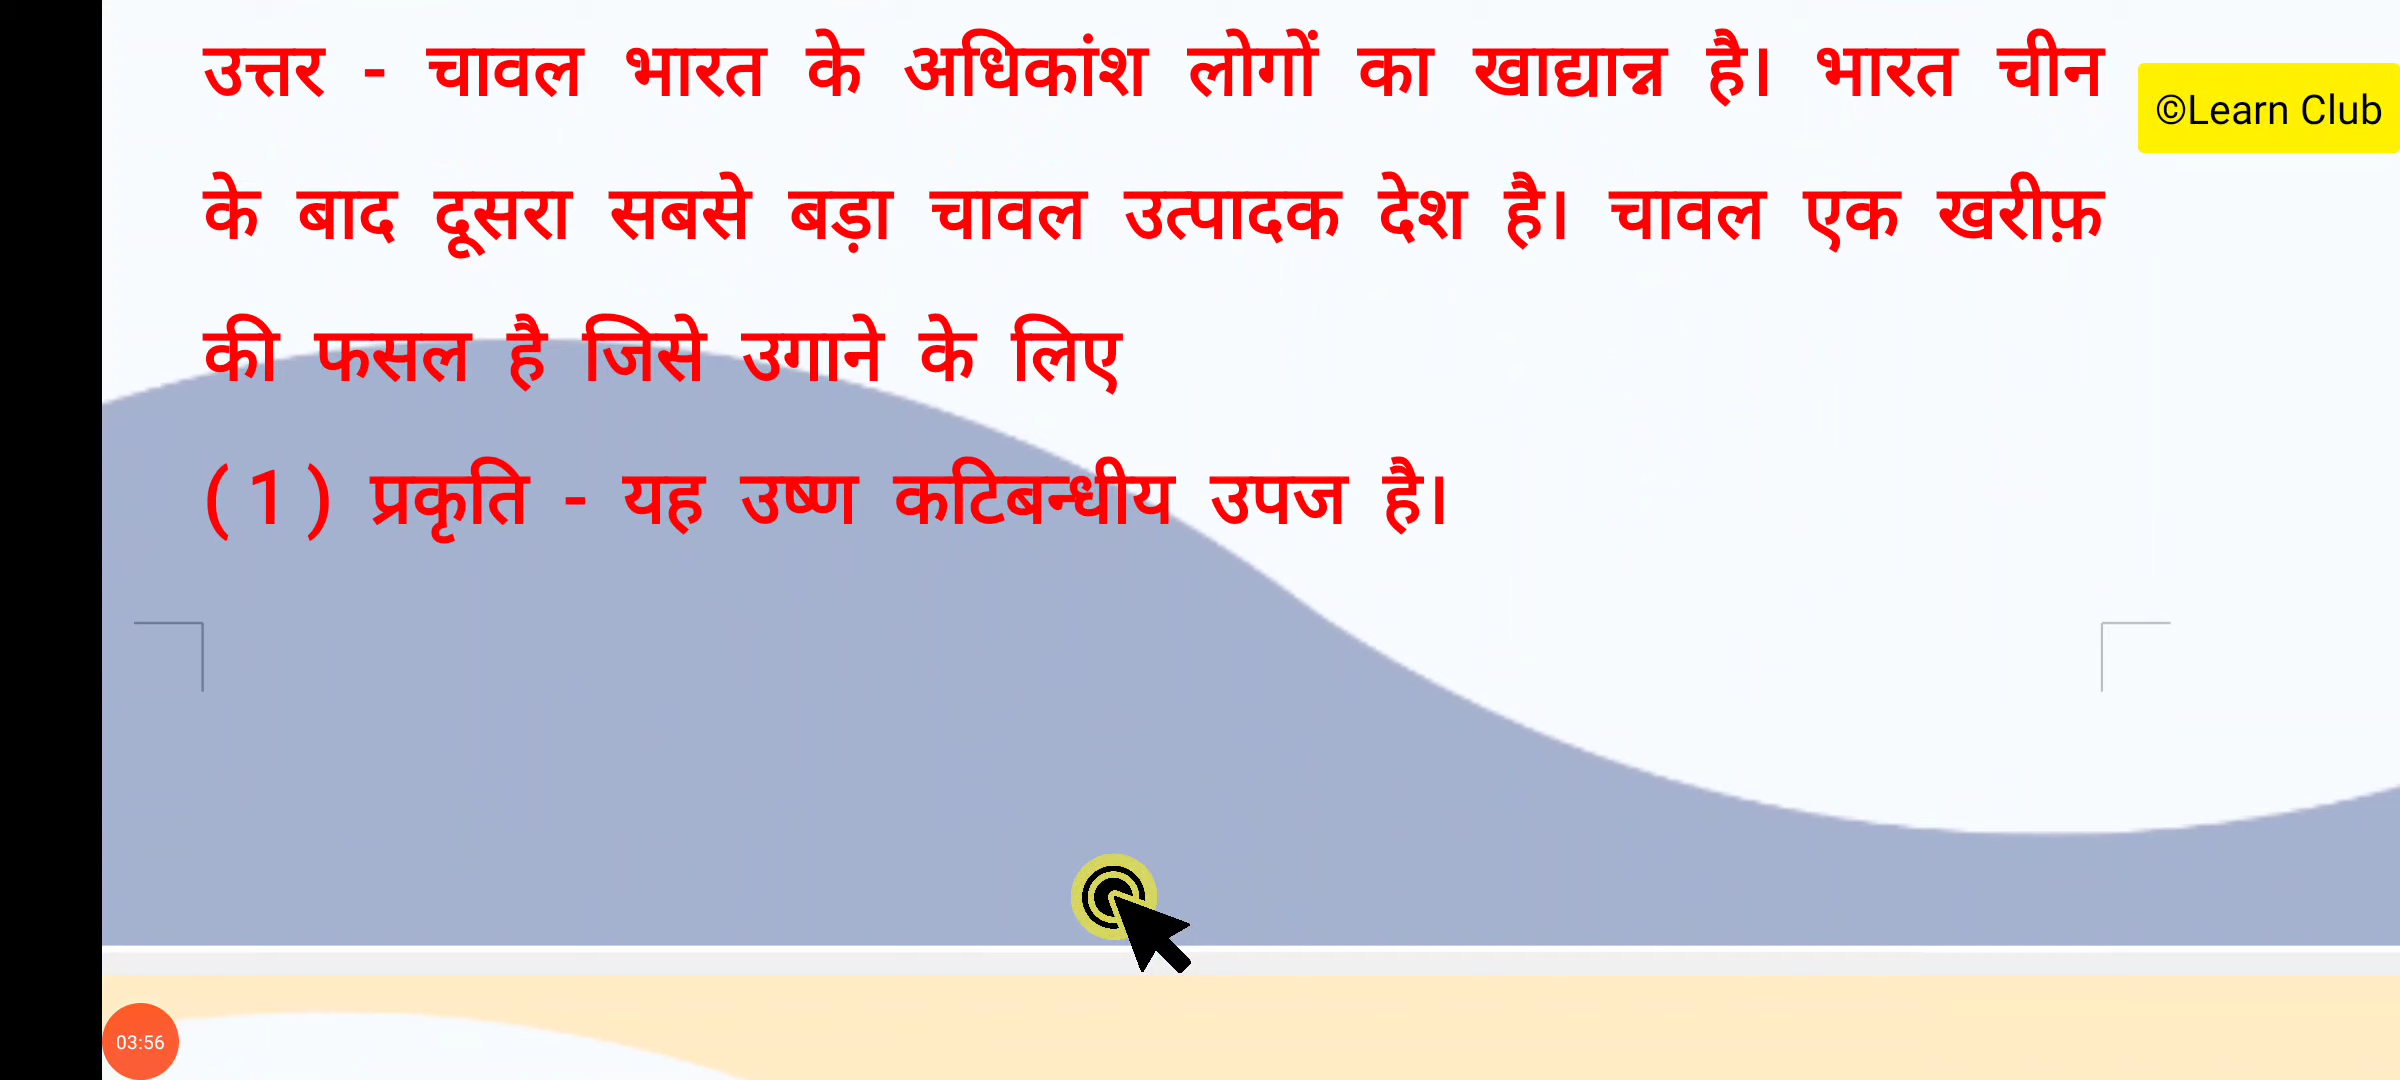 उत्तर - चावल भारत के अधिकांश लोगों का खाद्यान्न है। भारत चीन
©Learn Club
के बाद दूसरा सबसे बड़ा चावल उत्पादक देश है। चावल एक खरीफ़
की फसल है जिसे उगाने के लिए
(1) प्रकृति - यह उष्ण कटिबन्धीय उपज है।
03:56